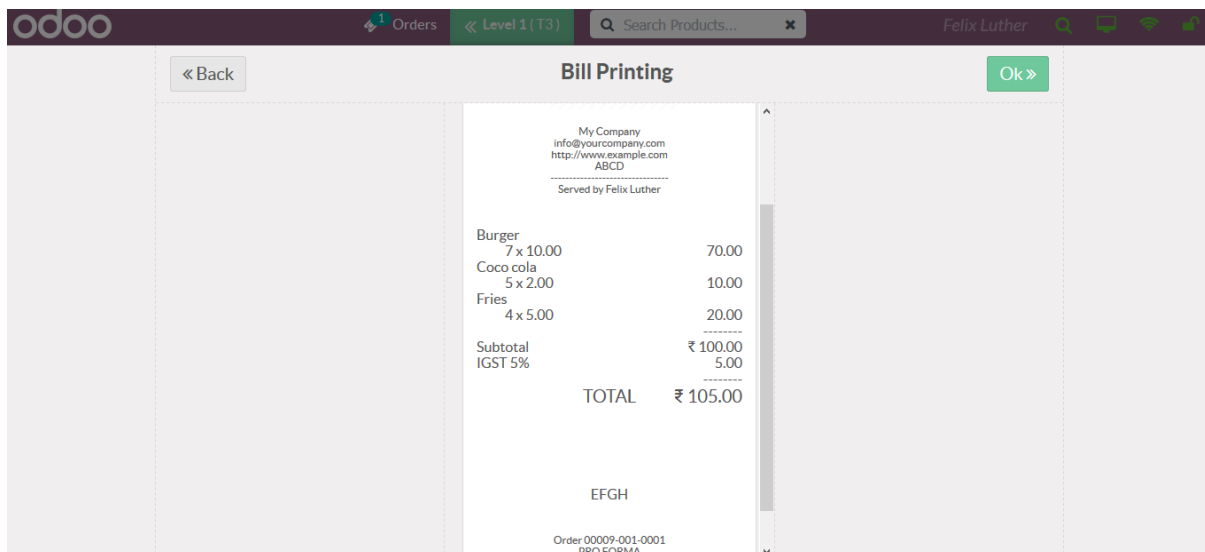 odoo
1 Orders
« Level 1 ( T3 )
Search Products...
Felix Luther
« Back
Bill Printing
Ok »
My Company
info@yourcompany.com
http://www.example.com
ABCD
--------------------------------
Served by Felix Luther
Burger
7 x 10.00 70.00
Coco cola
5 x 2.00 10.00
Fries
4 x 5.00 20.00
--------
Subtotal ₹ 100.00
IGST 5% 5.00
--------
TOTAL ₹ 105.00
EFGH
Order 00009-001-0001
PRO FORMA